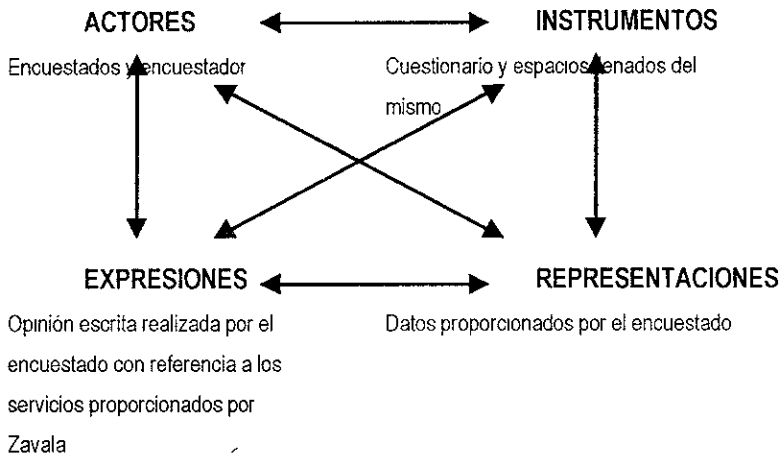 ACTORES
INSTRUMENTOS
Encuestados y encuestador
Cuestionario y espacios llenados del
mismo
EXPRESIONES
REPRESENTACIONES
Opinión escrita realizada por el
encuestado con referencia a los
servicios proporcionados por
Zavala
Datos proporcionados por el encuestado